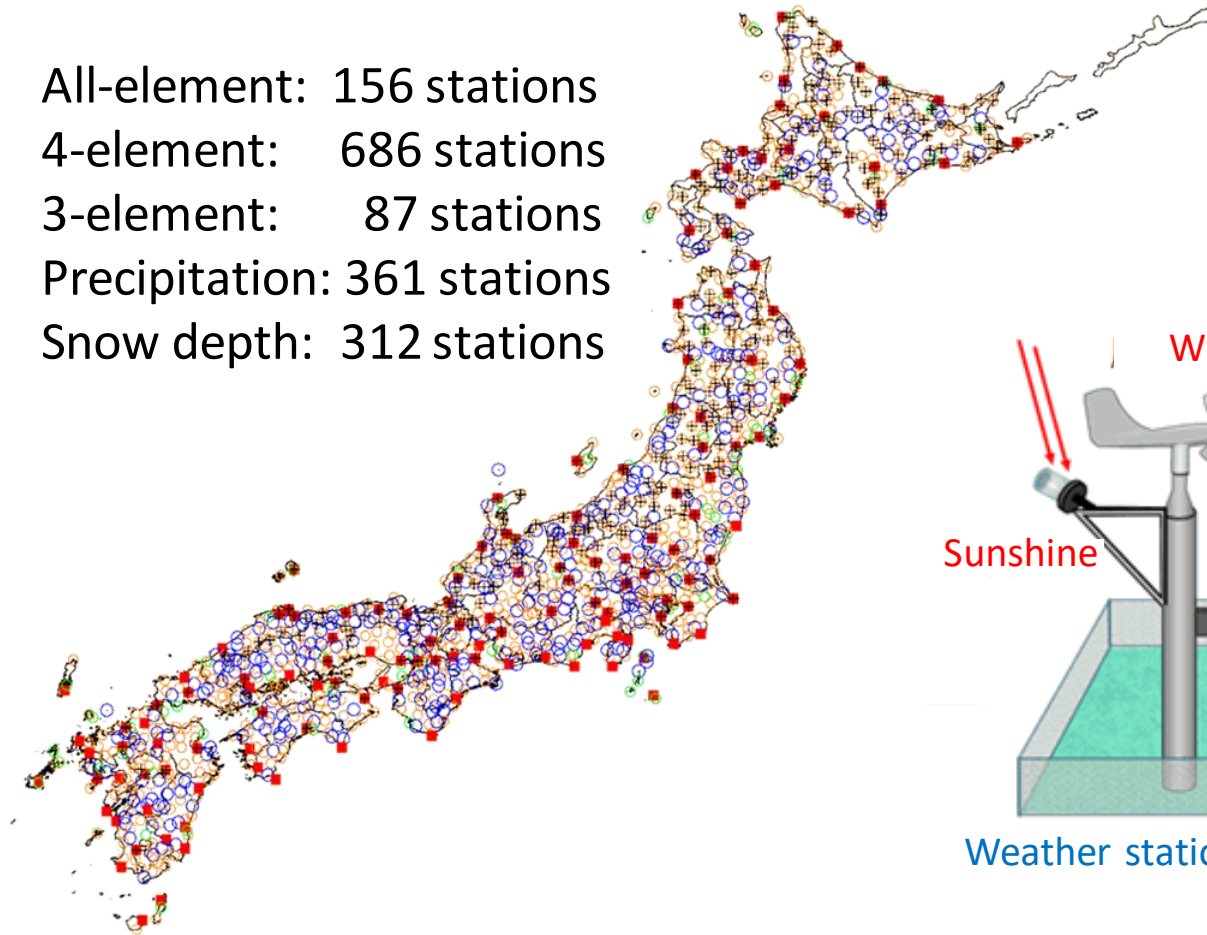 All-element: 156 stations
4-element: 686 stations
3-element: 87 stations
Precipitation: 361 stations
Snow depth: 312 stations
W
Sunshine
Weather static